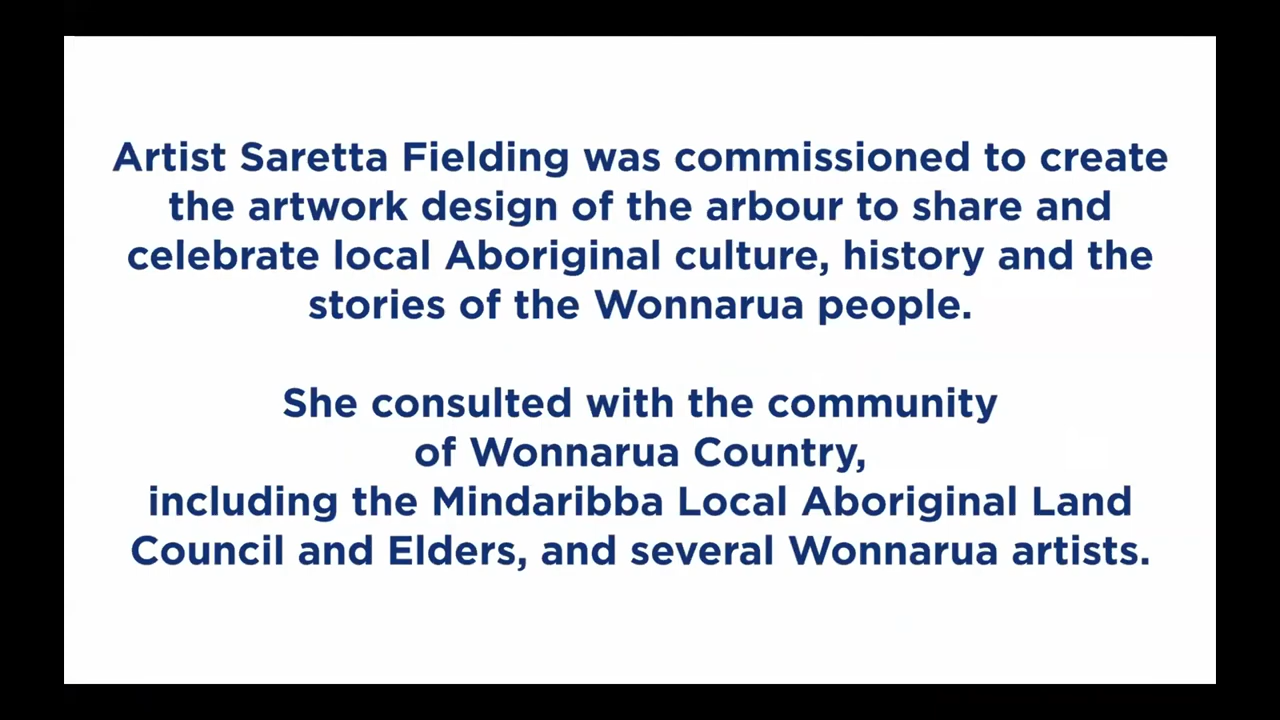 Artist Saretta Fielding was commissioned to create
the artwork design of the arbour to share and
celebrate local Aboriginal culture, history and the
stories of the Wonnarua people.
She consulted with the community
of Wonnarua Country,
including the Mindaribba Local Aboriginal Land
Council and Elders, and several Wonnarua artists.